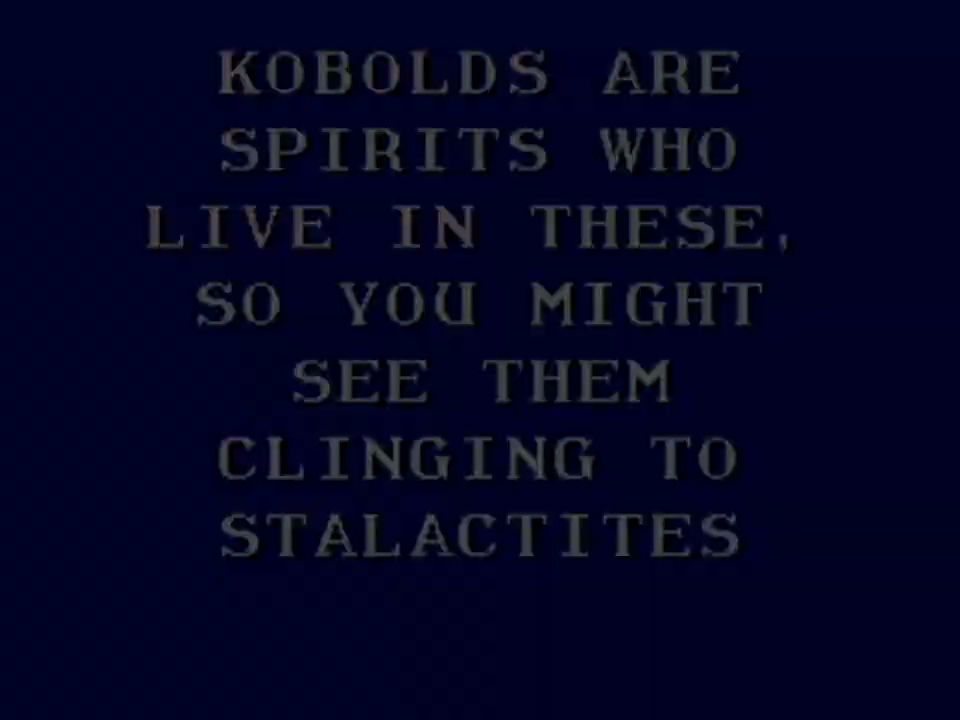 KOBOLDS ARE
SPIRITS WHO
LIVE IN THESE,
SO YOU MIGHT
SEE THEM
CLINGING TO
STALACTITES